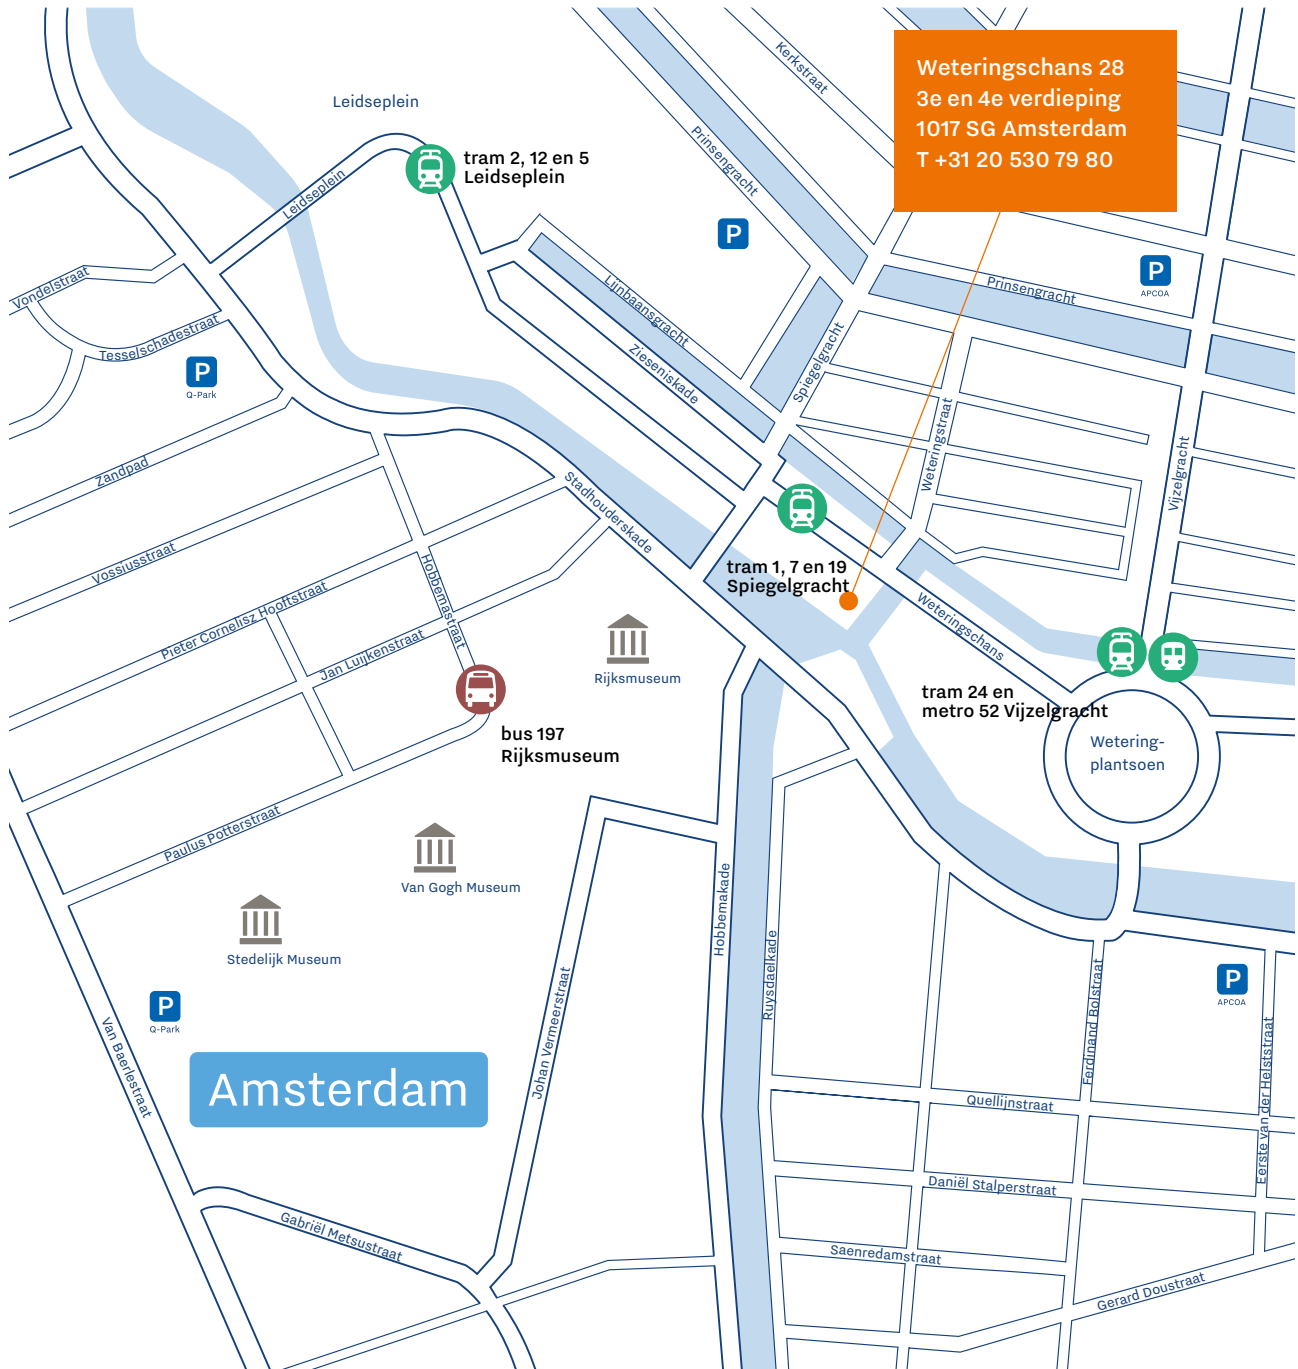 Weteringschans 28
3e en 4e verdieping
1017 SG Amsterdam
T +31 20 530 79 80
Kerkstraat
Leidseplein
tram 2, 12 en 5
Leidseplein
Leidseplein
Prinsengracht
P
P
APCOA
Prinsengracht
Vondelstraat
Tesselschadestraat
P
Q-Park
Lijnbaansgracht
Zieseniskade
Spiegelgracht
Weteringstraat
Vijzelgracht
Zandpad
Stadhouderskade
Vossiusstraat
Hobbemastraat
tram 1, 7 en 19
Spiegelgracht
Weteringschans
Pieter Cornelisz Hooftstraat
Jan Luijkenstraat
Rijksmuseum
tram 24 en
metro 52 Vijzelgracht
bus 197
Rijksmuseum
Wetering-
plantsoen
Paulus Potterstraat
Van Gogh Museum
Stedelijk Museum
Hobbemakade
Ruysdaelkade
P
Q-Park
Van Baerlestraat
Amsterdam
Johan Vermeerstraat
Ferdinand Bolstraat
P
APCOA
Eerste van der Helststraat
Quellijnstraat
Daniël Stalperstraat
Gabriël Metsustraat
Saenredamstraat
Gerard Doustraat